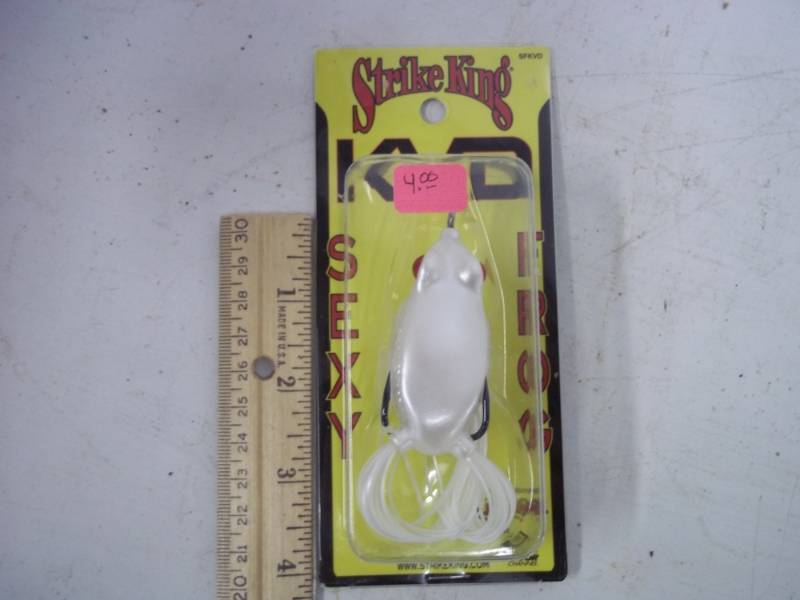 SFKVD
Strike King
KVD
4.00
SEXY
FROG
WWW.STRIKEKING.COM
CHANNEL
MADE IN U.S.A.
1
2
3
4
30
29
28
27
26
25
24
23
22
21
20